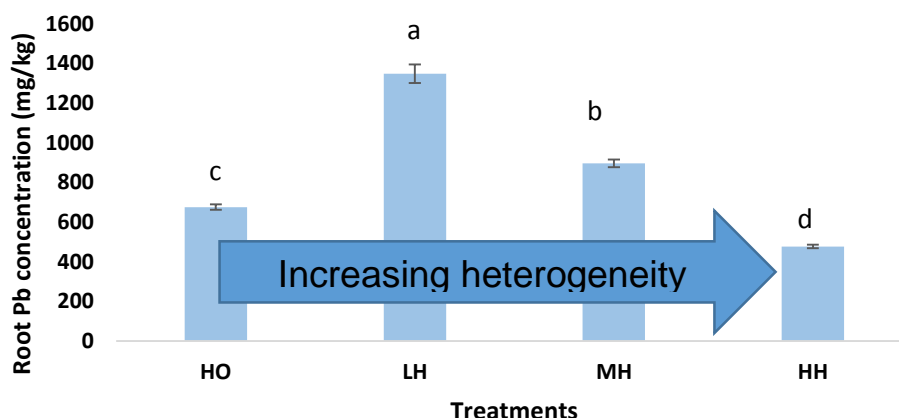 Root Pb concentration (mg/kg)
1600
1400
1200
1000
800
600
400
200
0
c
a
b
d
Increasing heterogeneity
HO
LH
MH
HH
Treatments